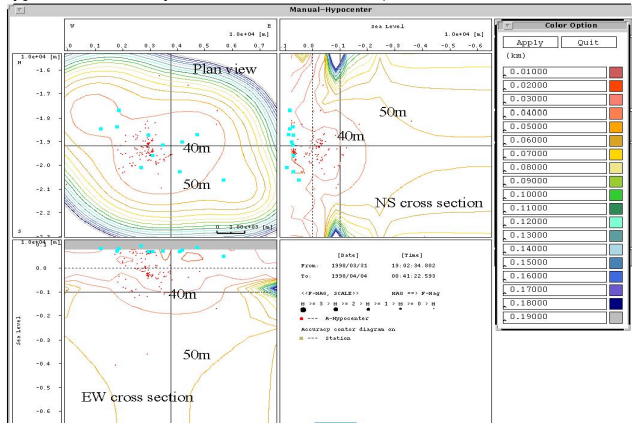 Manual-Hypocenter
W E
1.0e+04 [m]
0 0.1 0.2 0.3 0.4 0.5 0.6 0.7
1.0e+04 [m]
N
-1.6
-1.7
-1.8
-1.9
-2.0
-2.1
-2.2
S
Plan view
40m
50m
Sea Level
1.0e+04 [m]
0.1 0 -0.1 -0.2 -0.3 -0.4 -0.5 -0.6
50m
40m
NS cross section
1.0e+04 [m]
0.0
-0.1
-0.2
-0.3
-0.4
-0.5
-0.6
Sea Level
40m
50m
EW cross section
[Date] [Time]
From: 1998/03/31 19:02:34.802
To: 1998/04/04 00:41:22.593
<<F-MAG, SCALE>> MAG ==> F-Mag
M >= 3 > M >= 2 > M >= 1 > M >= 0 > M
--- A-Hypocenter
Accuracy contor diagram on
--- Station
Color Option
Apply Quit
(km)
0.01000
0.02000
0.03000
0.04000
0.05000
0.06000
0.07000
0.08000
0.09000
0.10000
0.11000
0.12000
0.13000
0.14000
0.15000
0.16000
0.17000
0.18000
0.19000